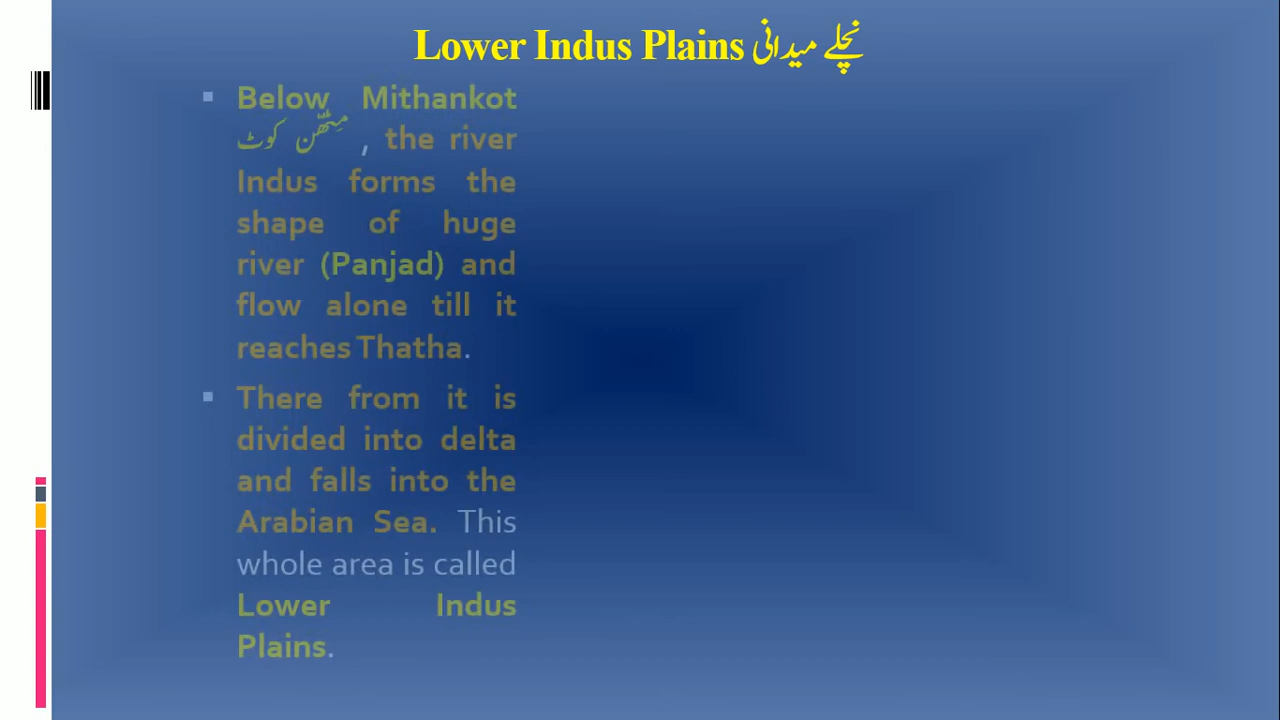 Lower Indus Plains نچلے میدانی
Below Mithankot
مِٹھّن کوٹ , the river
Indus forms the
shape of huge
river (Panjad) and
flow alone till it
reaches Thatha.
There from it is
divided into delta
and falls into the
Arabian Sea. This
whole area is called
Lower Indus
Plains.